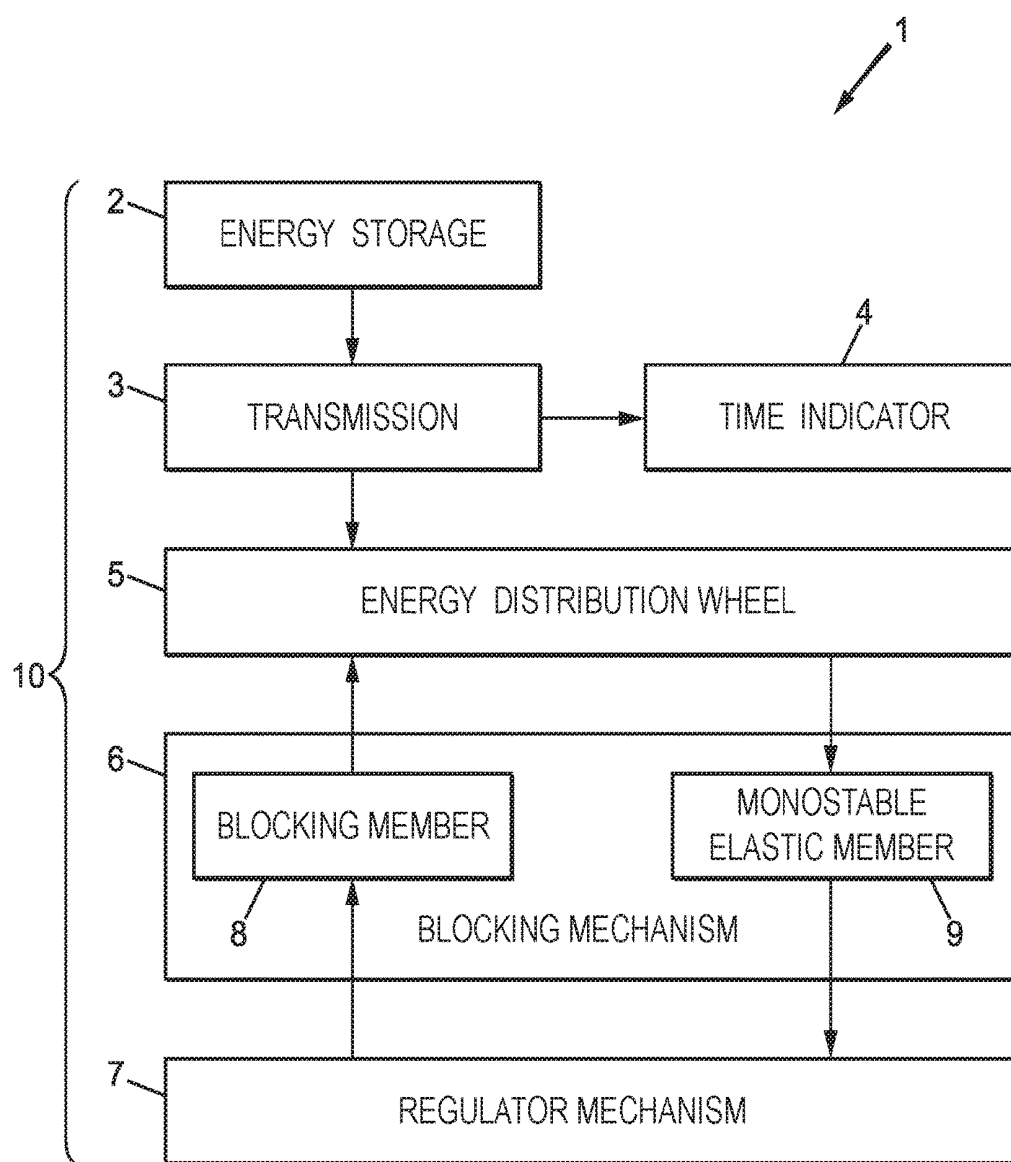 1
2
ENERGY STORAGE
4
3
TRANSMISSION
TIME INDICATOR
5
ENERGY DISTRIBUTION WHEEL
10
6
BLOCKING MEMBER
MONOSTABLE
ELASTIC MEMBER
8
BLOCKING MECHANISM
9
7
REGULATOR MECHANISM